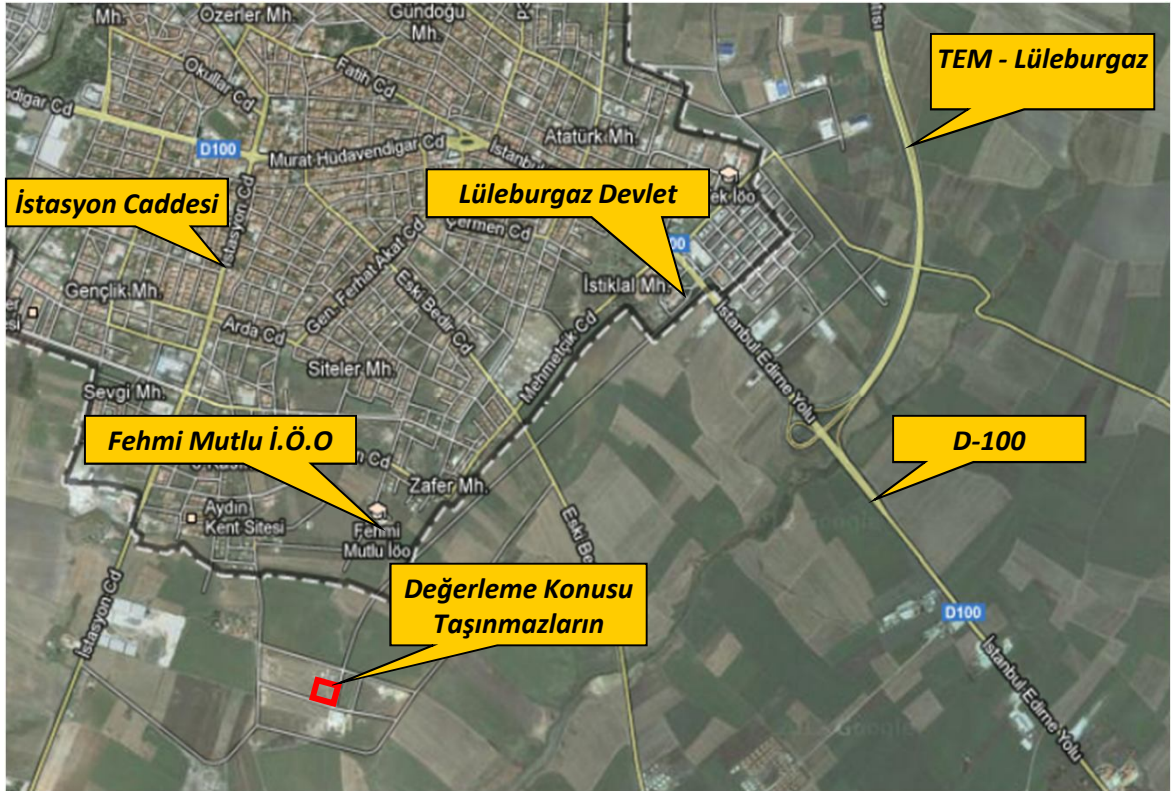 Mh.
Özerler Mh.
Gündoğu
Mh.
Okullar Cd
Fatih Cd
TEM - Lüleburgaz
D100
Murat Hüdavendigar Cd
Atatürk Mh.
İstasyon Caddesi
Lüleburgaz Devlet
İstasyon Cd
Gen. Ferhat Akat Cd
Eski Bedir Cd
Gençlik Mh.
İstiklal Mh.
Arda Cd
Siteler Mh.
Mehmetçik Cd
İstanbul Edirne Yolu
Sevgi Mh.
Fehmi Mutlu İ.Ö.O
D-100
Zafer Mh.
Aydın
Kent Sitesi
Fehmi
Mutlu İöo
Değerleme Konusu
Taşınmazların
İstasyon Cd
D100
İstanbul Edirne Yolu